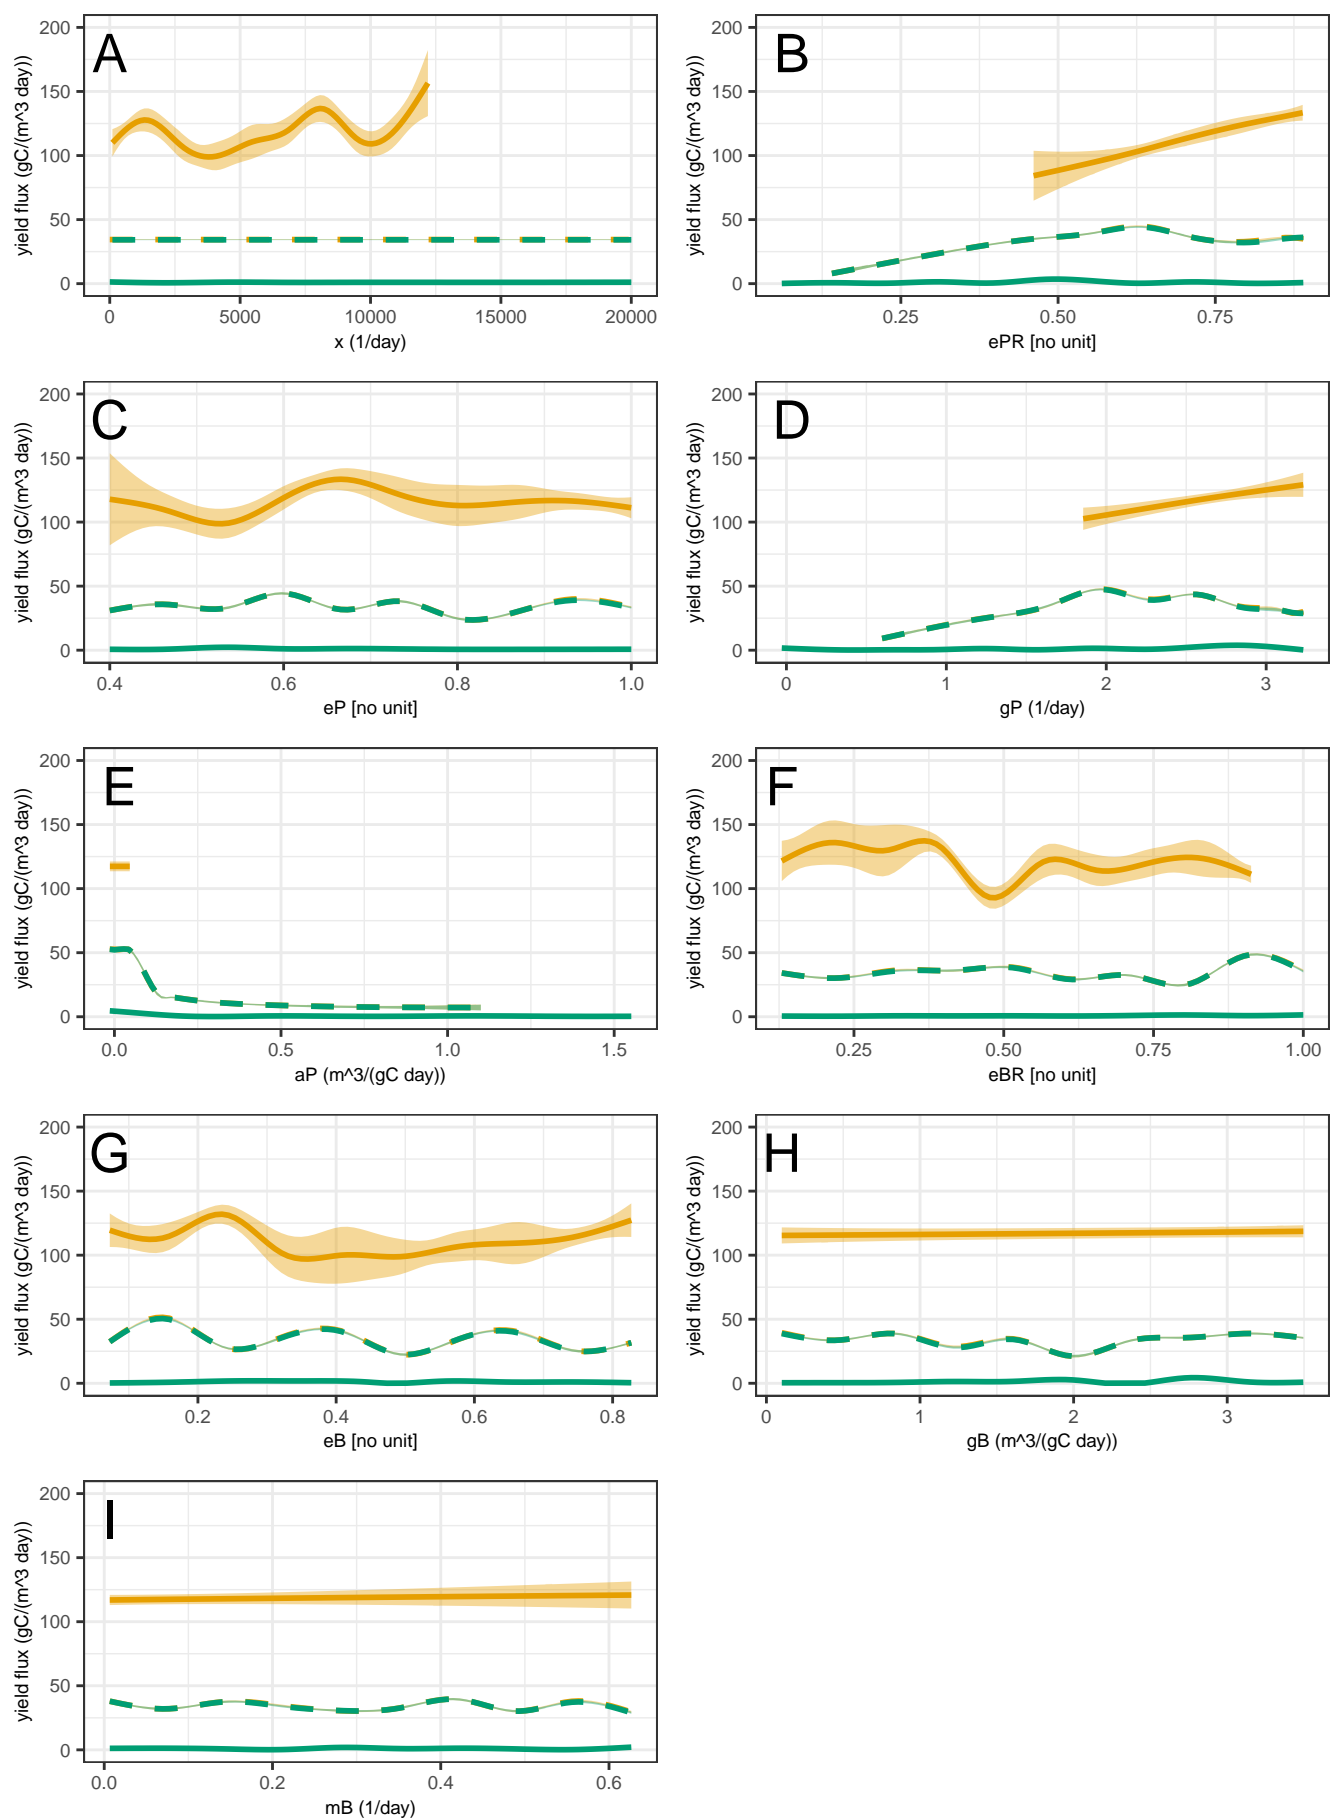 A
yield flux (gC/(m^3 day))
200
150
100
50
0
0 5000 10000 15000 20000
x (1/day)
B
yield flux (gC/(m^3 day))
200
150
100
50
0
0.25 0.50 0.75
ePR [no unit]
C
yield flux (gC/(m^3 day))
200
150
100
50
0
0.4 0.6 0.8 1.0
eP [no unit]
D
yield flux (gC/(m^3 day))
200
150
100
50
0
0 1 2 3
gP (1/day)
E
yield flux (gC/(m^3 day))
200
150
100
50
0
0.0 0.5 1.0 1.5
aP (m^3/(gC day))
F
yield flux (gC/(m^3 day))
200
150
100
50
0
0.25 0.50 0.75 1.00
eBR [no unit]
G
yield flux (gC/(m^3 day))
200
150
100
50
0
0.2 0.4 0.6 0.8
eB [no unit]
H
yield flux (gC/(m^3 day))
200
150
100
50
0
0 1 2 3
gB (m^3/(gC day))
I
yield flux (gC/(m^3 day))
200
150
100
50
0
0.0 0.2 0.4 0.6
mB (1/day)